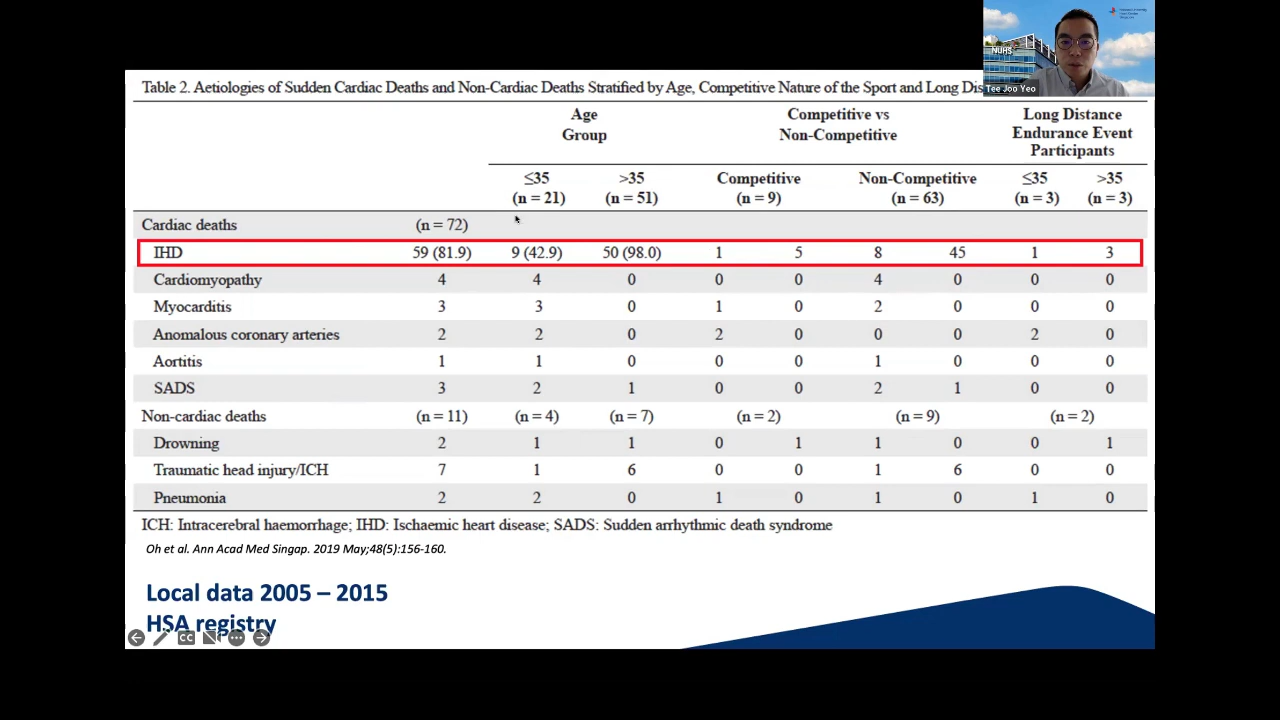 Table 2. Aetiologies of Sudden Cardiac Deaths and Non-Cardiac Deaths Stratified by Age, Competitive Nature of the Sport and Long
NUHS
Tee Joo Yeo
Age Group Competitive vs Non-Competitive Long Distance Endurance Event Participants
≤35 (n = 21) >35 (n = 51) Competitive (n = 9) Non-Competitive (n = 63) ≤35 (n = 3) >35 (n = 3)
Cardiac deaths (n = 72)
IHD 59 (81.9) 9 (42.9) 50 (98.0) 1 5 8 45 1 3
Cardiomyopathy 4 4 0 0 0 4 0 0 0
Myocarditis 3 3 0 1 0 2 0 0 0
Anomalous coronary arteries 2 2 0 2 0 0 0 2 0
Aortitis 1 1 0 0 0 1 0 0 0
SADS 3 2 1 0 0 2 1 0 0
Non-cardiac deaths (n = 11) (n = 4) (n = 7) (n = 2) (n = 9) (n = 2)
Drowning 2 1 1 0 1 1 0 0 1
Traumatic head injury/ICH 7 1 6 0 0 1 6 0 0
Pneumonia 2 2 0 1 0 1 0 1 0
ICH: Intracerebral haemorrhage; IHD: Ischaemic heart disease; SADS: Sudden arrhythmic death syndrome
Oh et al. Ann Acad Med Singap. 2019 May;48(5):156-160.
Local data 2005 – 2015
HSA registry
CC